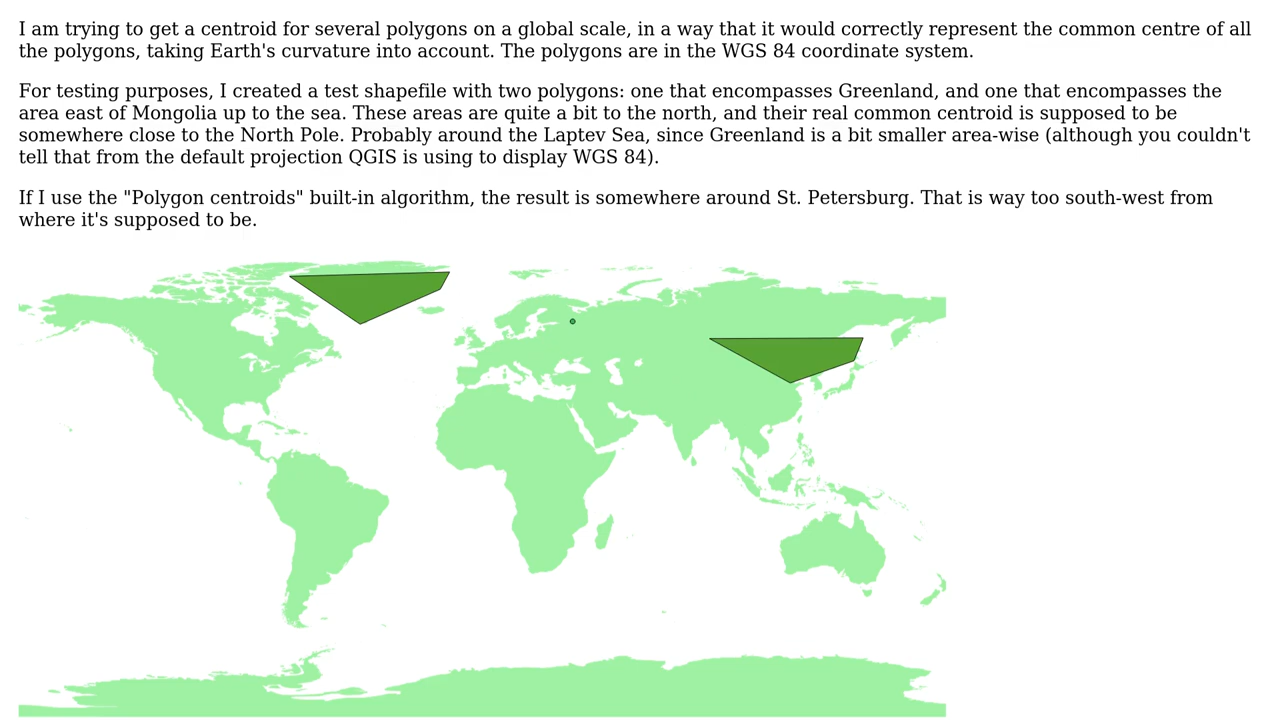 I am trying to get a centroid for several polygons on a global scale, in a way that it would correctly represent the common centre of all
the polygons, taking Earth's curvature into account. The polygons are in the WGS 84 coordinate system.
For testing purposes, I created a test shapefile with two polygons: one that encompasses Greenland, and one that encompasses the
area east of Mongolia up to the sea. These areas are quite a bit to the north, and their real common centroid is supposed to be
somewhere close to the North Pole. Probably around the Laptev Sea, since Greenland is a bit smaller area-wise (although you couldn't
tell that from the default projection QGIS is using to display WGS 84).
If I use the "Polygon centroids" built-in algorithm, the result is somewhere around St. Petersburg. That is way too south-west from
where it's supposed to be.